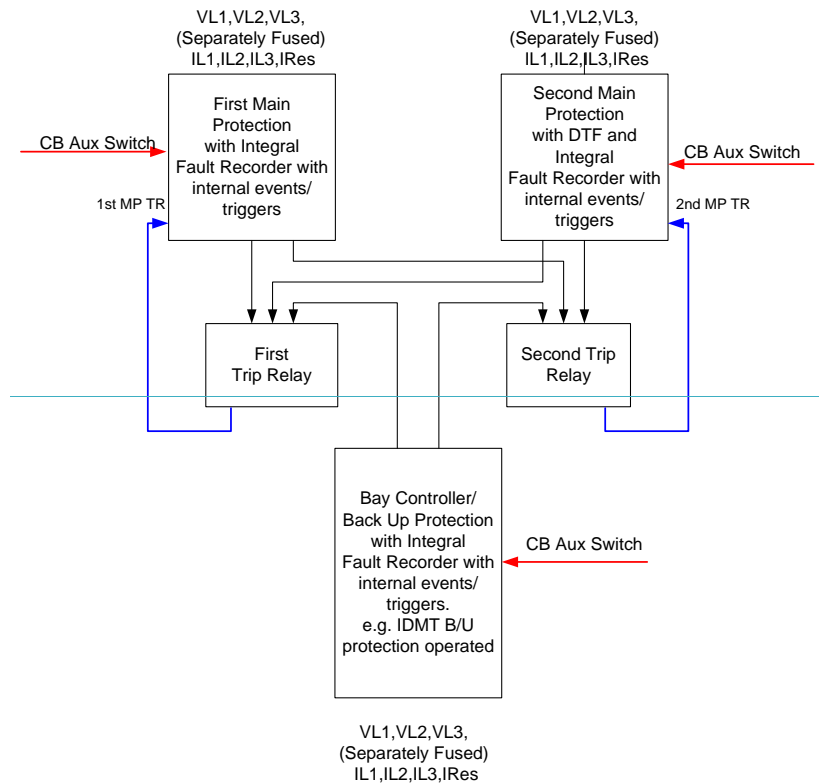 VL1,VL2,VL3,
(Separately Fused)
IL1,IL2,IL3,IRes
VL1,VL2,VL3,
(Separately Fused)
IL1,IL2,IL3,IRes
First Main
Protection
with Integral
Fault Recorder with
internal events/
triggers
Second Main
Protection
with DTF and
Integral
Fault Recorder with
internal events/
triggers
CB Aux Switch
CB Aux Switch
1st MP TR
2nd MP TR
First
Trip Relay
Second Trip
Relay
Bay Controller/
Back Up Protection
with Integral
Fault Recorder with
internal events/
triggers.
e.g. IDMT B/U
protection operated
CB Aux Switch
VL1,VL2,VL3,
(Separately Fused)
IL1,IL2,IL3,IRes